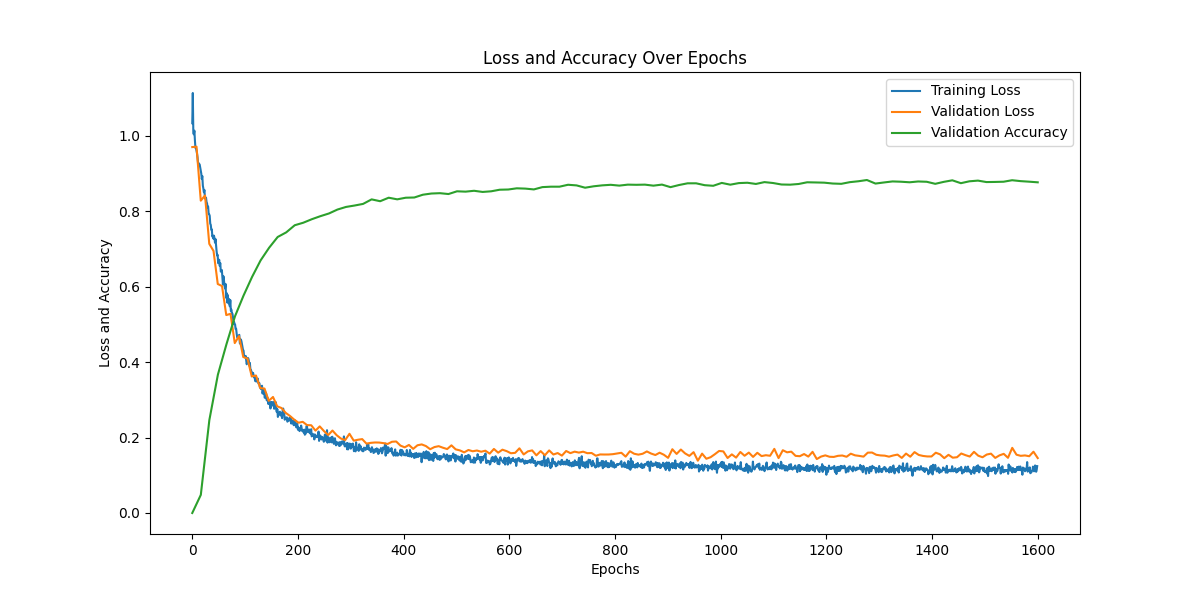 Loss and Accuracy Over Epochs
Training Loss
Validation Loss
Validation Accuracy
Loss and Accuracy
1.0
0.8
0.6
0.4
0.2
0.0
0 200 400 600 800 1000 1200 1400 1600
Epochs